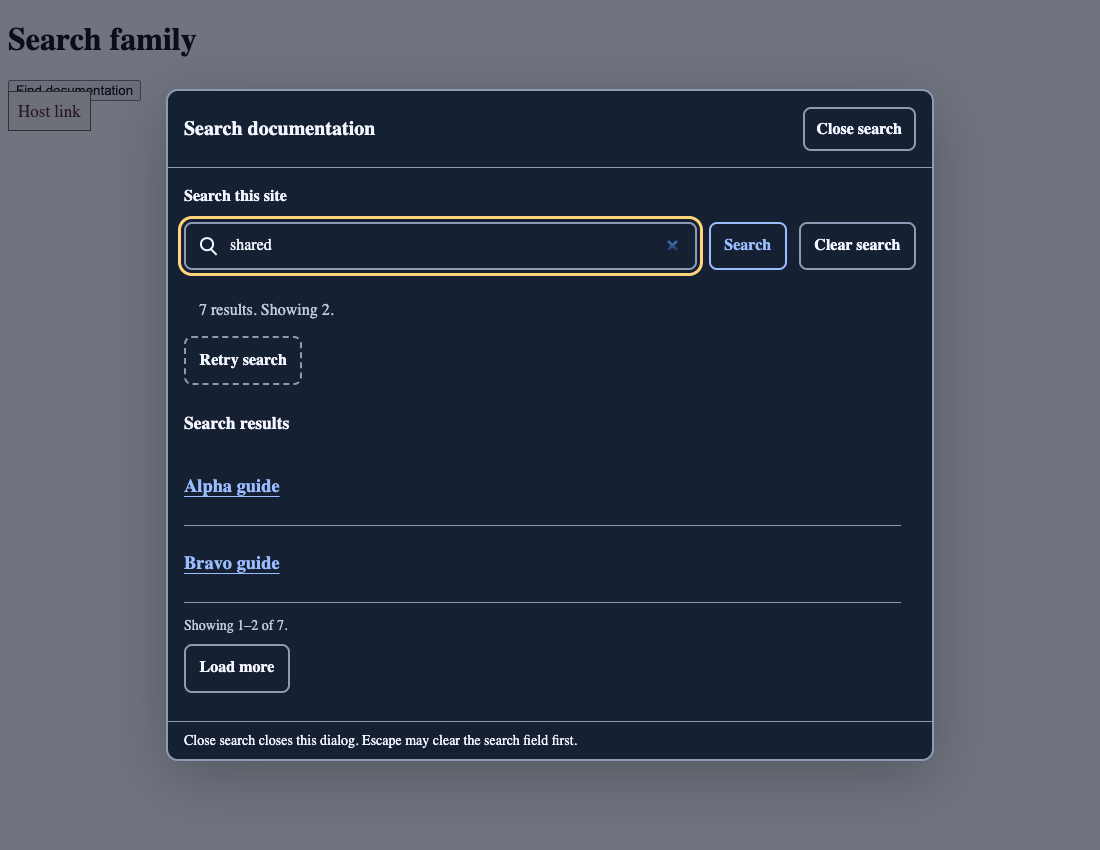 Search family
Find documentation
Host link
Search documentation
Close search
Search this site
shared
Search
Clear search
7 results. Showing 2.
Retry search
Search results
Alpha guide
Bravo guide
Showing 1–2 of 7.
Load more
Close search closes this dialog. Escape may clear the search field first.